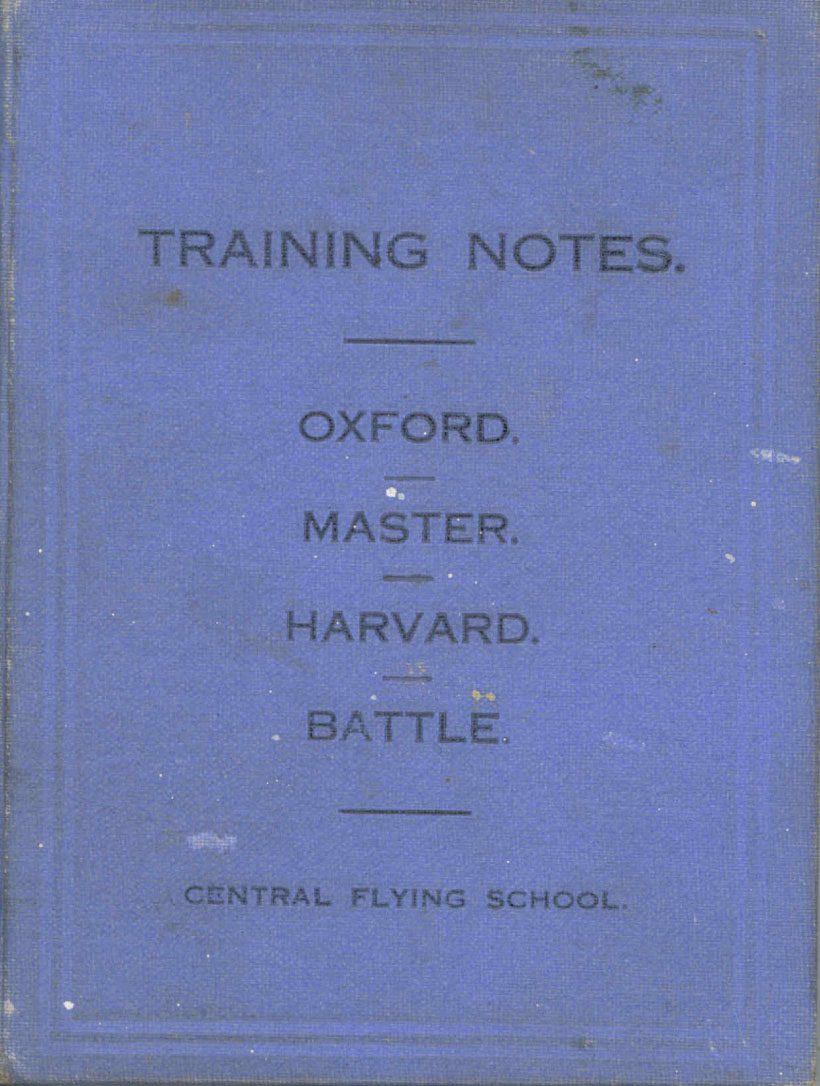 TRAINING NOTES.
OXFORD.
MASTER.
HARVARD.
BATTLE.
CENTRAL FLYING SCHOOL.